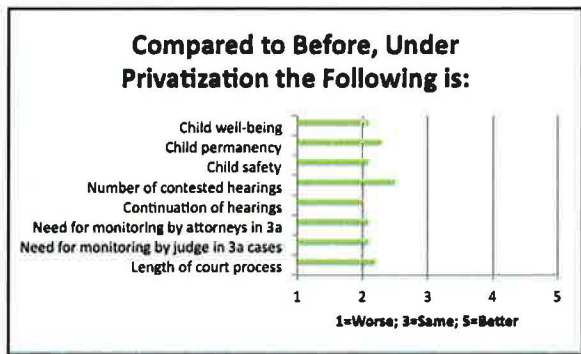 Compared to Before, Under
Privatization the Following is:
Child well-being
Child permanency
Child safety
Number of contested hearings
Continuation of hearings
Need for monitoring by attorneys in 3a
Need for monitoring by judge in 3a cases
Length of court process
1 2 3 4 5
1=Worse; 3=Same; 5=Better